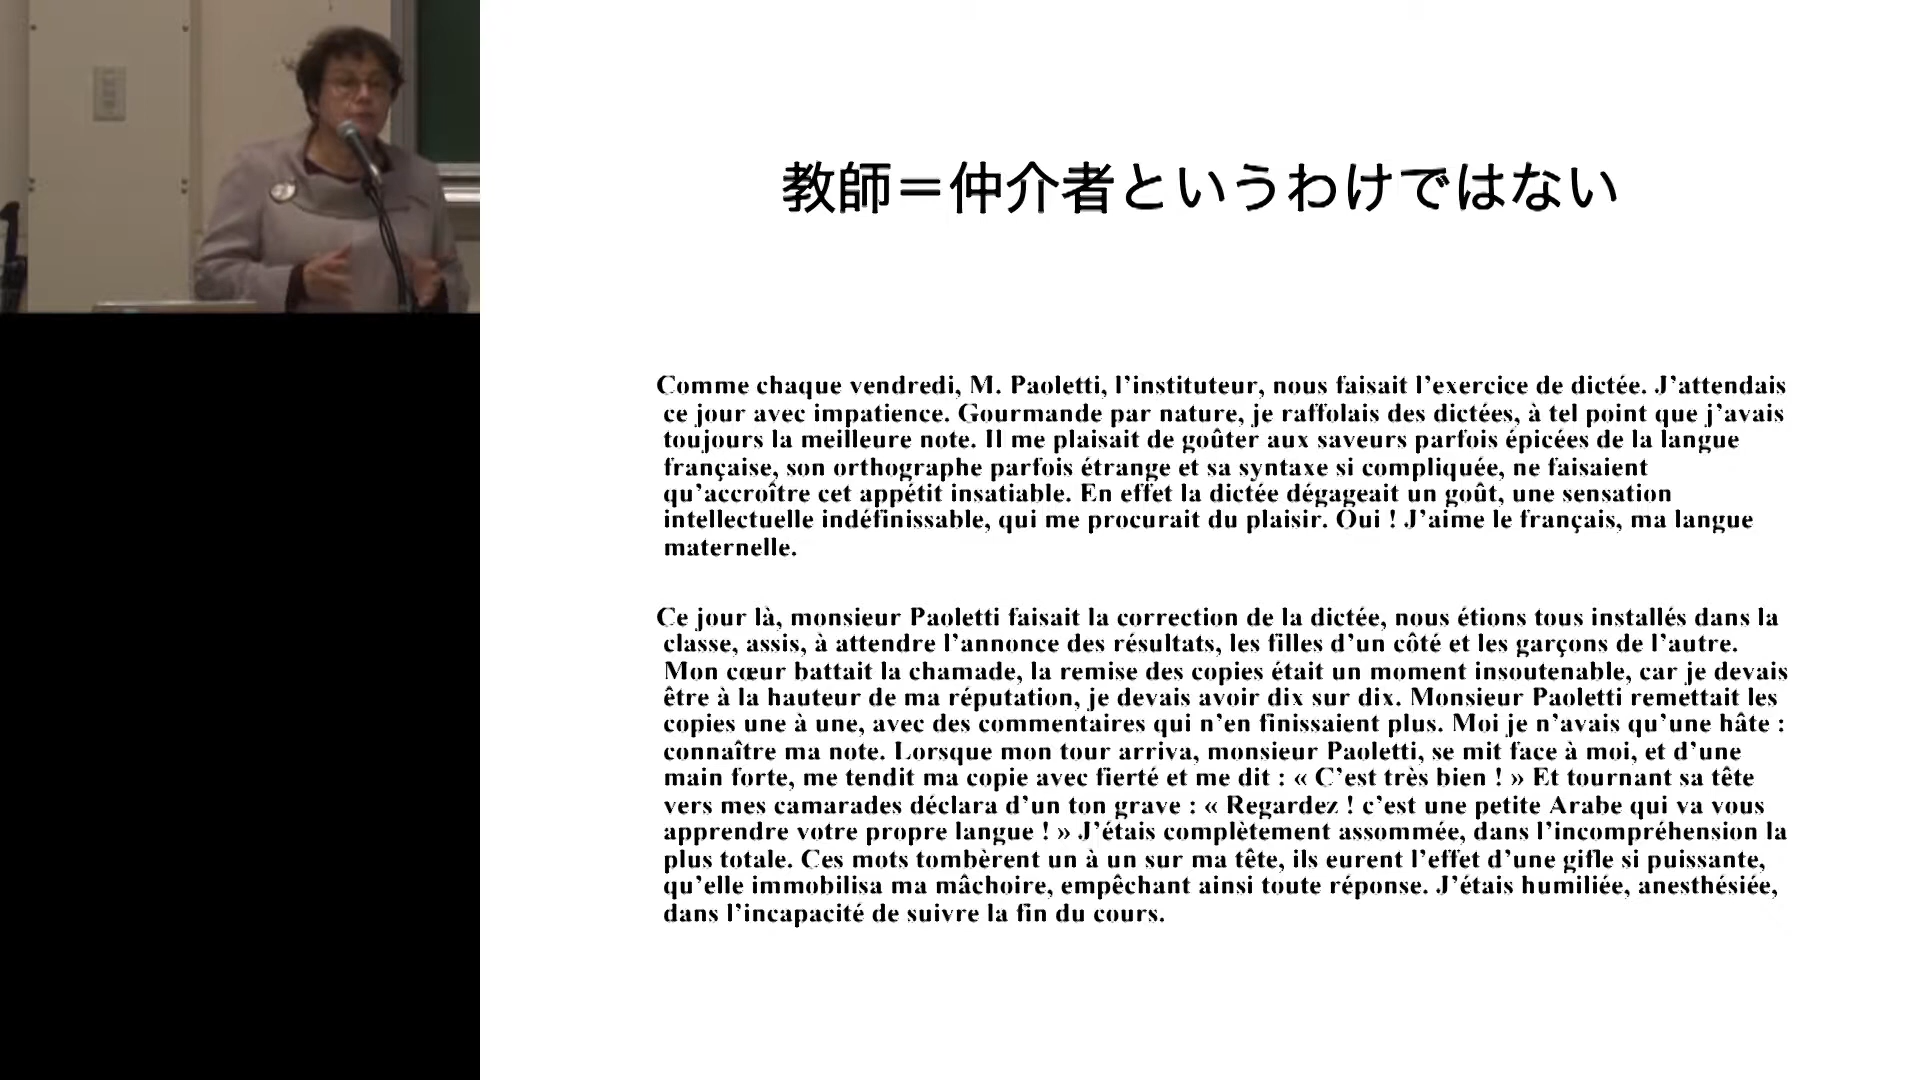 教師＝仲介者というわけではない
Comme chaque vendredi, M. Paoletti, l’instituteur, nous faisait l’exercice de dictée. J’attendais
ce jour avec impatience. Gourmande par nature, je raffolais des dictées, à tel point que j’avais
toujours la meilleure note. Il me plaisait de goûter aux saveurs parfois épicées de la langue
française, son orthographe parfois étrange et sa syntaxe si compliquée, ne faisaient
qu’accroître cet appétit insatiable. En effet la dictée dégageait un goût, une sensation
intellectuelle indéfinissable, qui me procurait du plaisir. Oui ! J’aime le français, ma langue
maternelle.
Ce jour là, monsieur Paoletti faisait la correction de la dictée, nous étions tous installés dans la
classe, assis, à attendre l’annonce des résultats, les filles d’un côté et les garçons de l’autre.
Mon cœur battait la chamade, la remise des copies était un moment insoutenable, car je devais
être à la hauteur de ma réputation, je devais avoir dix sur dix. Monsieur Paoletti remettait les
copies une à une, avec des commentaires qui n’en finissaient plus. Moi je n’avais qu’une hâte :
connaître ma note. Lorsque mon tour arriva, monsieur Paoletti, se mit face à moi, et d’une
main forte, me tendit ma copie avec fierté et me dit : « C’est très bien ! » Et tournant sa tête
vers mes camarades déclara d’un ton grave : « Regardez ! c’est une petite Arabe qui va vous
apprendre votre propre langue ! » J’étais complètement assommée, dans l’incompréhension la
plus totale. Ces mots tombèrent un à un sur ma tête, ils eurent l’effet d’une gifle si puissante,
qu’elle immobilisa ma mâchoire, empêchant ainsi toute réponse. J’étais humiliée, anesthésiée,
dans l’incapacité de suivre la fin du cours.